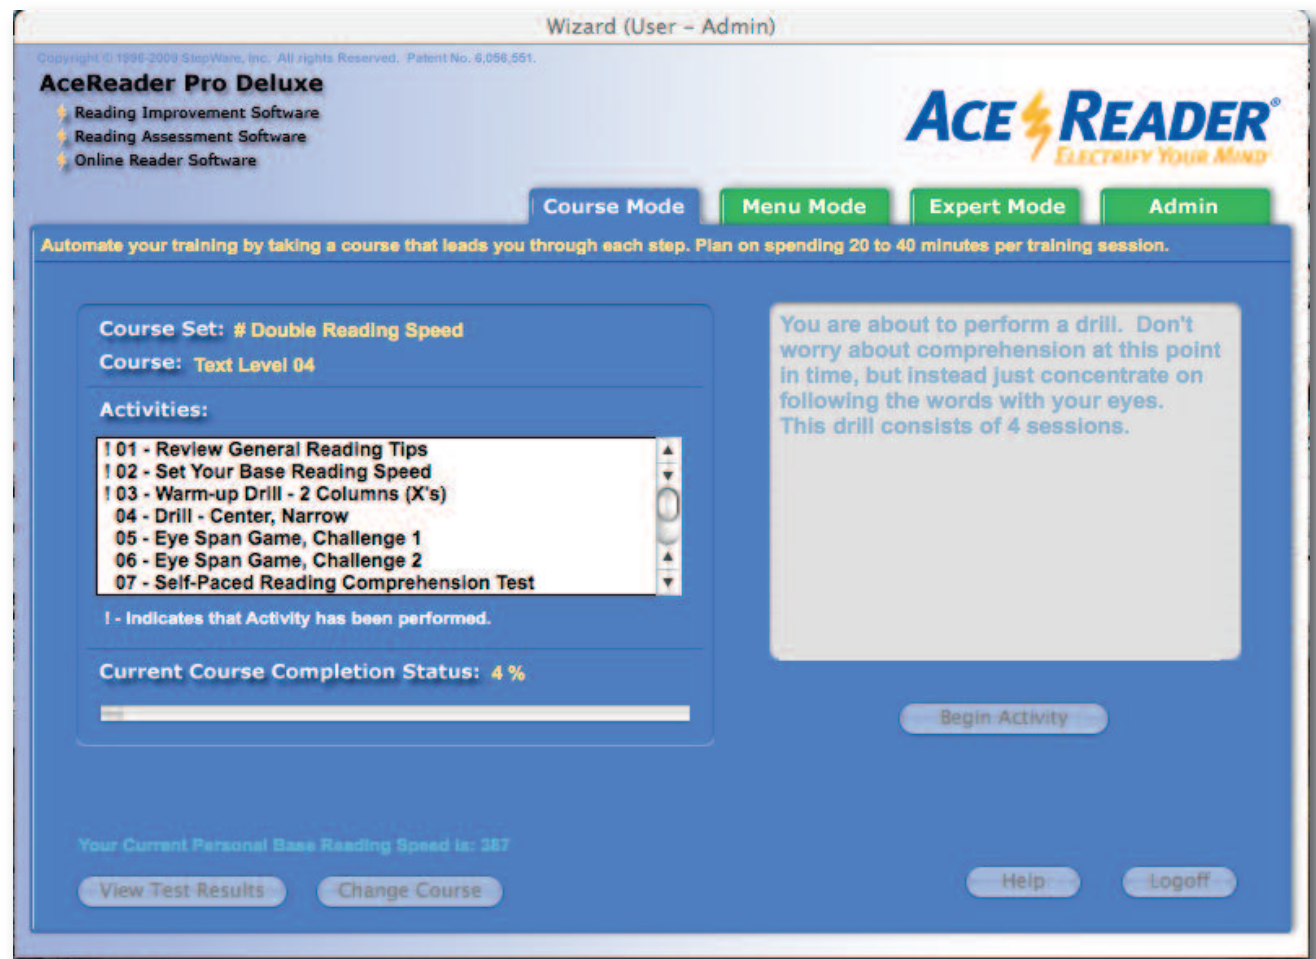 Wizard (User – Admin)
Copyright © 1996-2009 StepWare, Inc. All rights Reserved. Patent No. 6,056,551.
AceReader Pro Deluxe
Reading Improvement Software
Reading Assessment Software
Online Reader Software
ACE READER®
ELECTRIFY YOUR MIND
Course Mode
Menu Mode
Expert Mode
Admin
Automate your training by taking a course that leads you through each step. Plan on spending 20 to 40 minutes per training session.
Course Set: # Double Reading Speed
Course: Text Level 04
Activities:
! 01 - Review General Reading Tips
! 02 - Set Your Base Reading Speed
! 03 - Warm-up Drill - 2 Columns (X's)
04 - Drill - Center, Narrow
05 - Eye Span Game, Challenge 1
06 - Eye Span Game, Challenge 2
07 - Self-Paced Reading Comprehension Test
! - Indicates that Activity has been performed.
Current Course Completion Status: 4 %
You are about to perform a drill. Don't
worry about comprehension at this point
in time, but instead just concentrate on
following the words with your eyes.
This drill consists of 4 sessions.
Begin Activity
Your Current Personal Base Reading Speed is: 387
View Test Results
Change Course
Help
Logoff